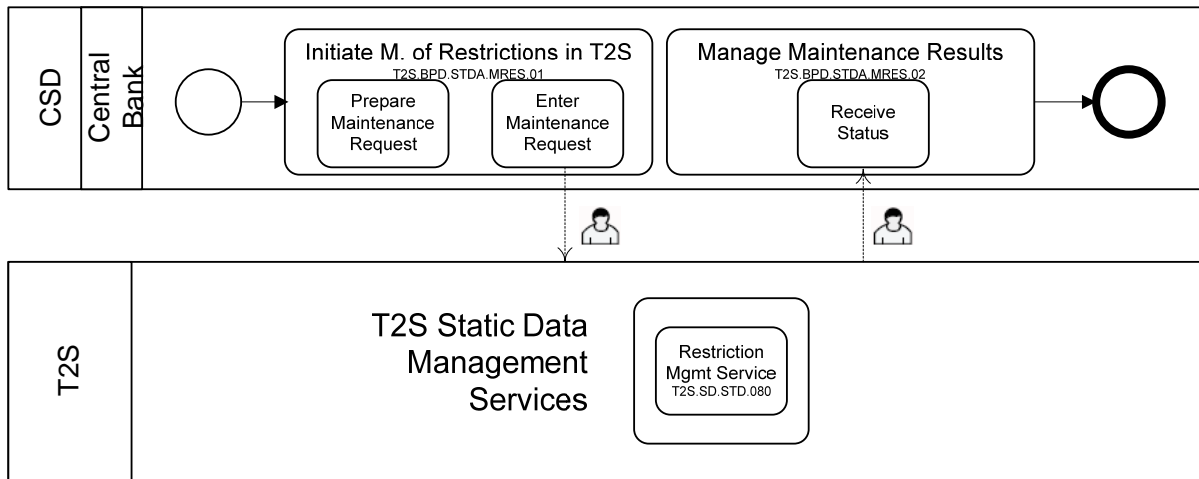 CSD
Central
Bank
Initiate M. of Restrictions in T2S
T2S.BPD.STDA.MRES.01
Prepare
Maintenance
Request
Enter
Maintenance
Request
Manage Maintenance Results
T2S.BPD.STDA.MRES.02
Receive
Status
T2S
T2S Static Data
Management
Services
Restriction
Mgmt Service
T2S.SD.STD.080